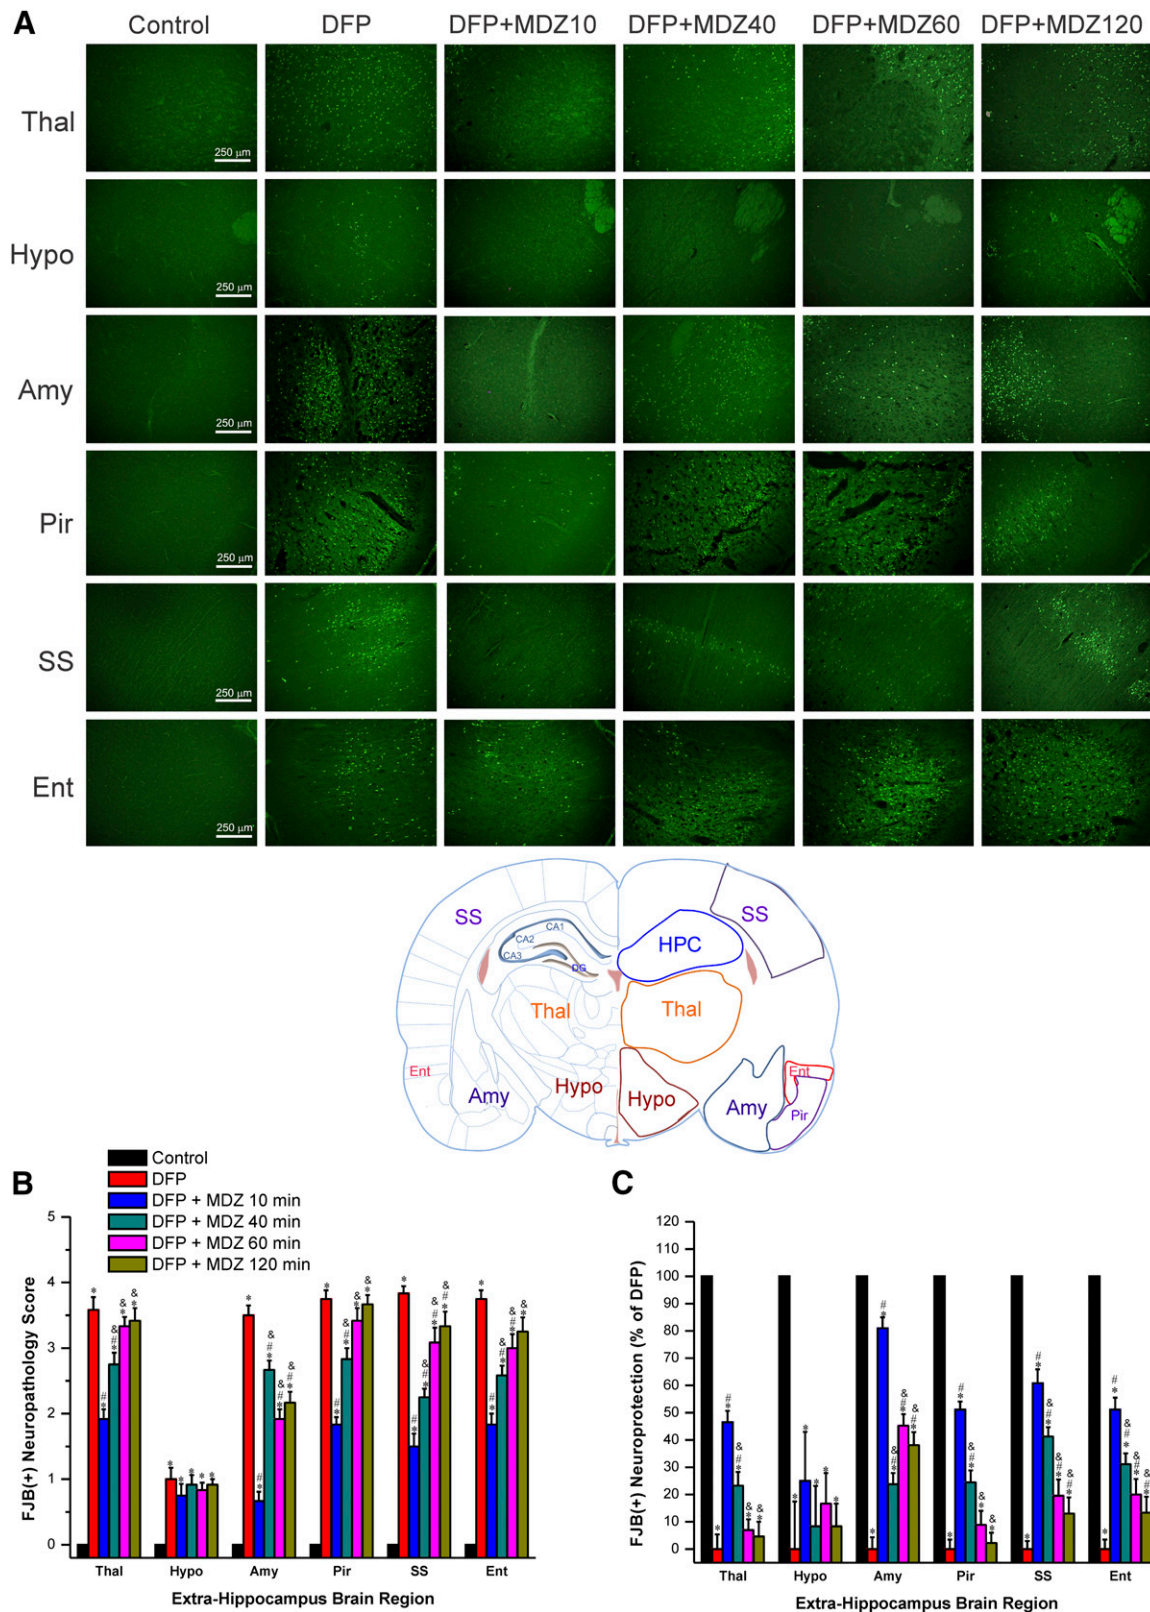 A
Control DFP DFP+MDZ10 DFP+MDZ40 DFP+MDZ60 DFP+MDZ120
Thal
250 µm
Hypo
250 µm
Amy
250 µm
Pir
250 µm
SS
250 µm
Ent
250 µm
SS SS
CA1
CA2
CA3
DG
HPC
Thal Thal
Ent Ent
Amy Hypo Hypo Amy
Pir
B
Control
DFP
DFP + MDZ 10 min
DFP + MDZ 40 min
DFP + MDZ 60 min
DFP + MDZ 120 min
FJB(+) Neuropathology Score
5
4
3
2
1
0
Thal Hypo Amy Pir SS Ent
Extra-Hippocampus Brain Region
C
FJB(+) Neuroprotection (% of DFP)
120
110
100
90
80
70
60
50
40
30
20
10
0
Thal Hypo Amy Pir SS Ent
Extra-Hippocampus Brain Region